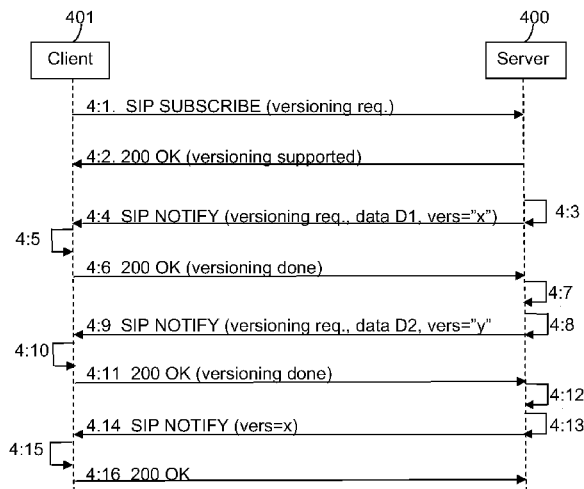 401
400
Client
Server
4:1. SIP SUBSCRIBE (versioning req.)
4:2. 200 OK (versioning supported)
4:3
4:4 SIP NOTIFY (versioning req., data D1, vers="x")
4:5
4:6 200 OK (versioning done)
4:7
4:8
4:9 SIP NOTIFY (versioning req., data D2, vers="y"
4:10
4:11 200 OK (versioning done)
4:12
4:13
4.14 SIP NOTIFY (vers=x)
4:15
4:16 200 OK